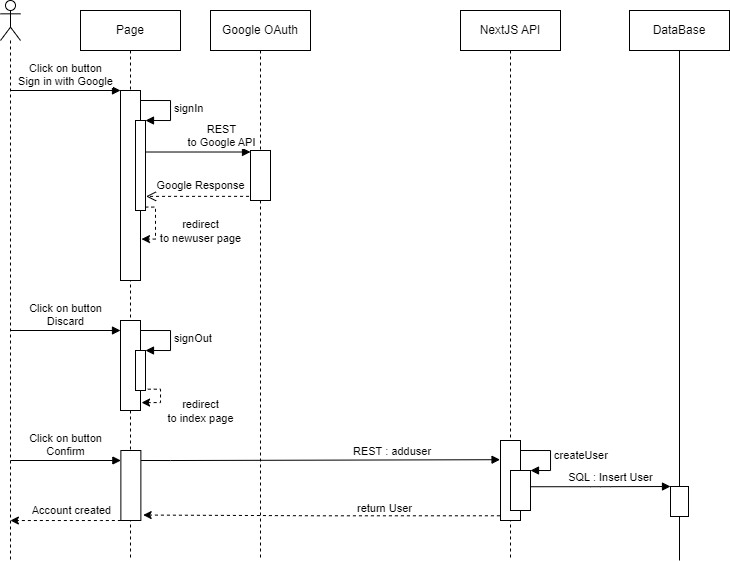 Page
Google OAuth
NextJS API
DataBase
Click on button
Sign in with Google
signIn
REST
to Google API
Google Response
redirect
to newuser page
Click on button
Discard
signOut
redirect
to index page
Click on button
Confirm
REST : adduser
createUser
SQL : Insert User
Account created
return User